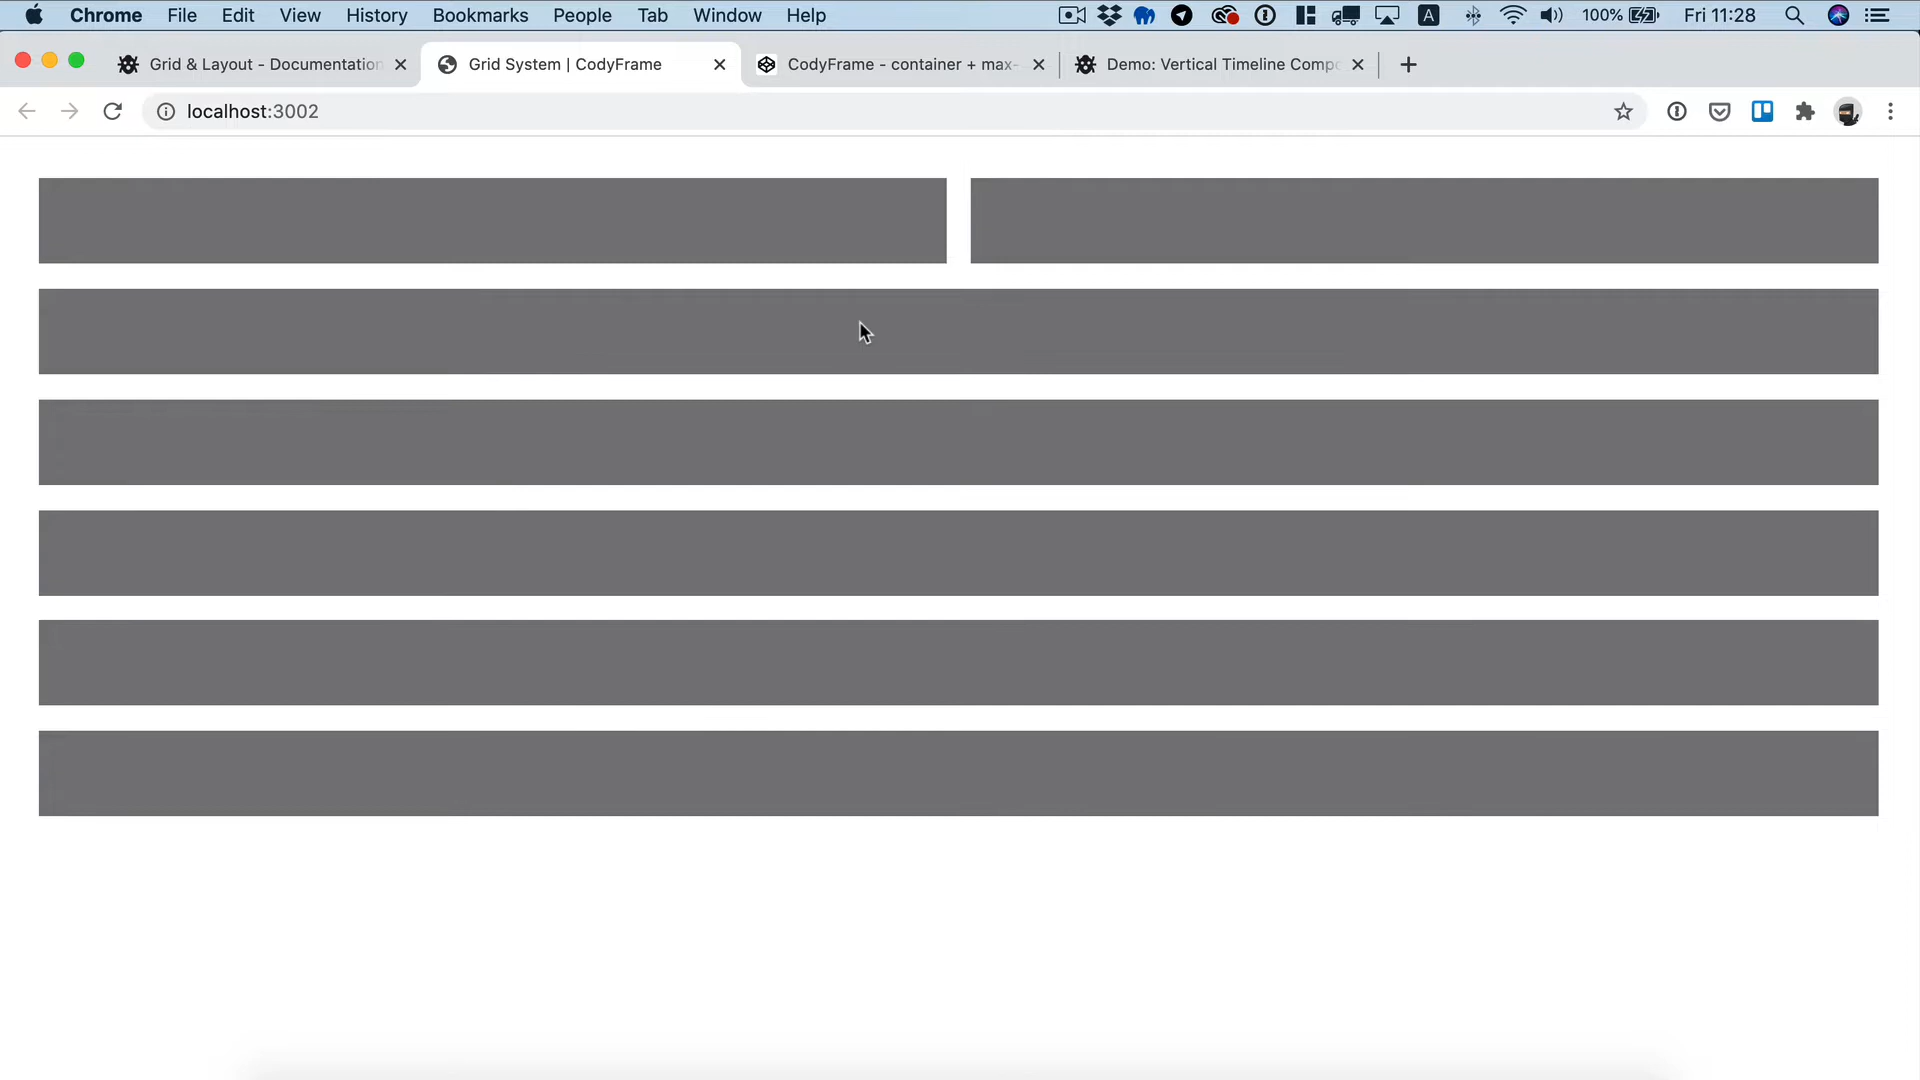 Chrome File Edit View History Bookmarks People Tab Window Help A 100% Fri 11:28
Grid & Layout - Documentation Grid System | CodyFrame CodyFrame - container + max- Demo: Vertical Timeline Compo
localhost:3002